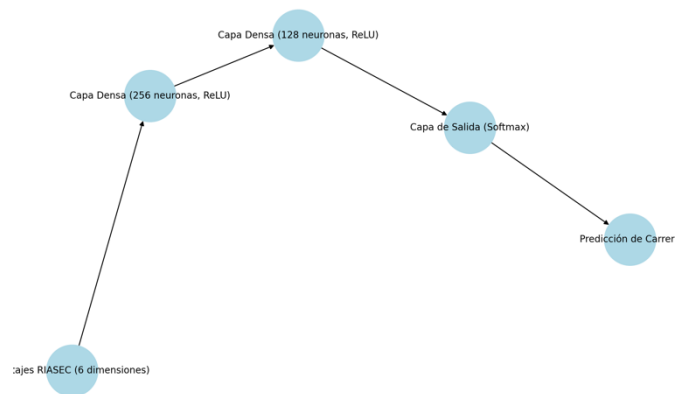 Capa Densa (128 neuronas, ReLU)
Capa Densa (256 neuronas, ReLU)
Capa de Salida (Softmax)
Predicción de Carrer
ajes RIASEC (6 dimensiones)